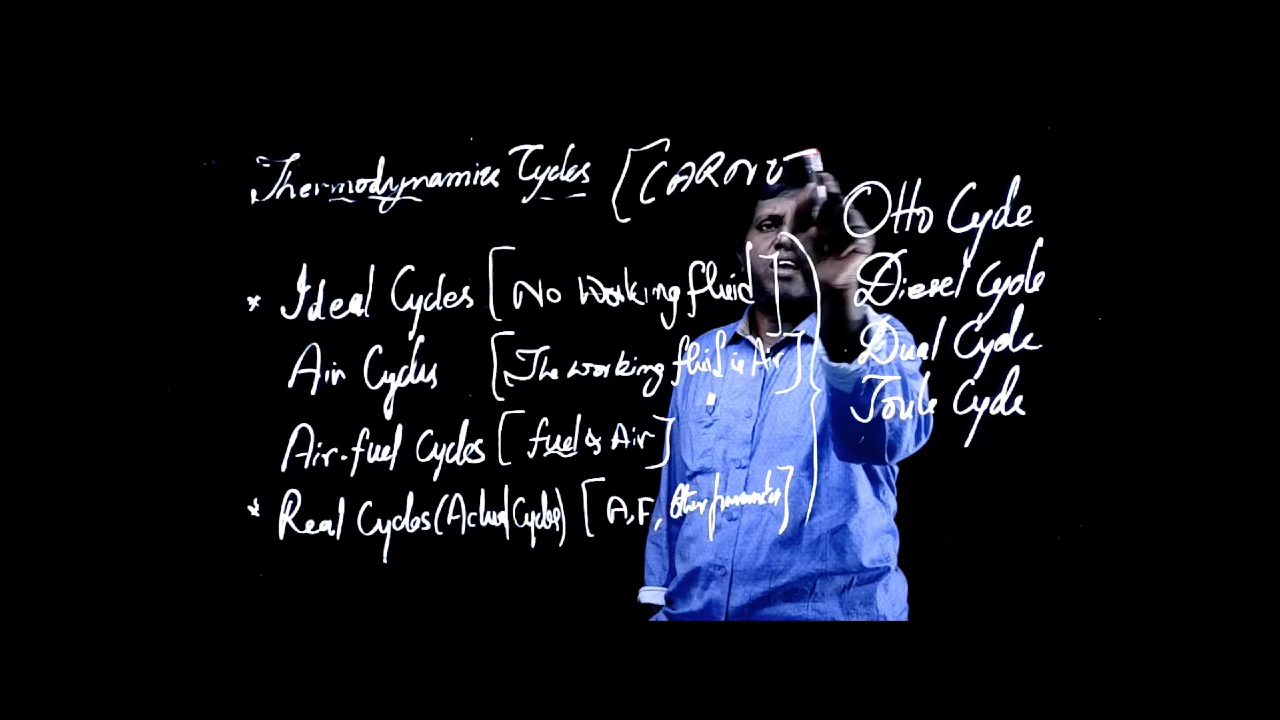 Thermodynamics Cycles [CARNO
* Ideal Cycles [No working fluid]
Air Cycles [The working fluid is Air]
Air-fuel Cycles [fuel & Air]
* Real Cycles (Actual Cycles) [A, F, Other parameters]
Otto Cycle
Diesel Cycle
Dual Cycle
Joule Cycle